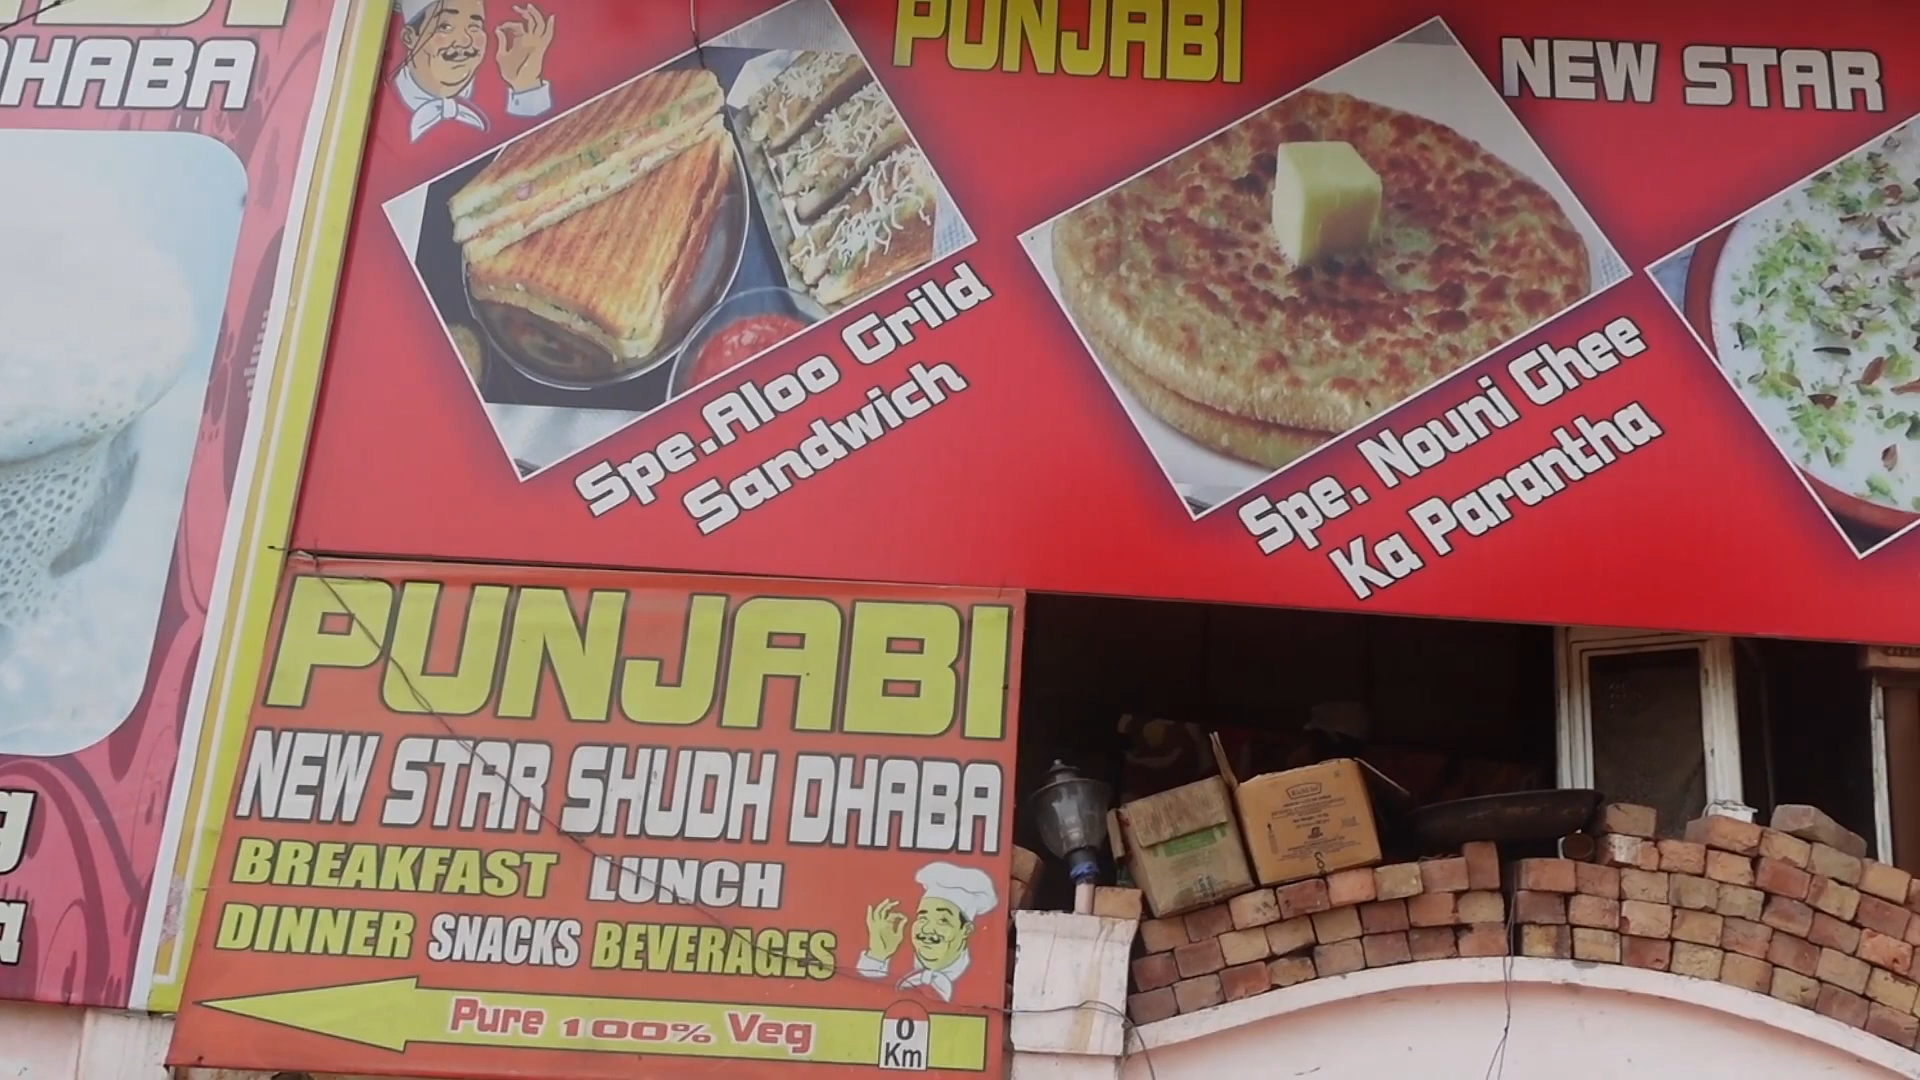 DHABA
PUNJABI
NEW STAR
Spe.Aloo Grild
Sandwich
Spe. Nouni Ghee
Ka Parantha
PUNJABI
NEW STAR SHUDH DHABA
BREAKFAST LUNCH
DINNER SNACKS BEVERAGES
Pure 100% Veg
0
Km